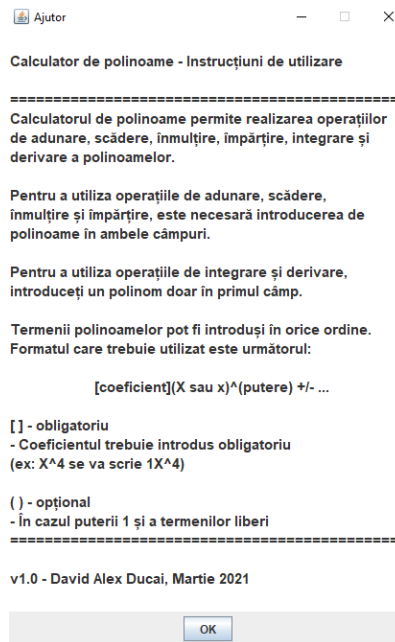 Ajutor
Calculator de polinoame - Instrucțiuni de utilizare
================================================
Calculatorul de polinoame permite realizarea operațiilor
de adunare, scădere, înmulțire, împărțire, integrare și
derivare a polinoamelor.
Pentru a utiliza operațiile de adunare, scădere,
înmulțire și împărțire, este necesară introducerea de
polinoame în ambele câmpuri.
Pentru a utiliza operațiile de integrare și derivare,
introduceți un polinom doar în primul câmp.
Termenii polinoamelor pot fi introduși în orice ordine.
Formatul care trebuie utilizat este următorul:
[coeficient](X sau x)^(putere) +/- ...
[ ] - obligatoriu
- Coeficientul trebuie introdus obligatoriu
(ex: X^4 se va scrie 1X^4)
( ) - opțional
- În cazul puterii 1 și a termenilor liberi
================================================
v1.0 - David Alex Ducai, Martie 2021
OK